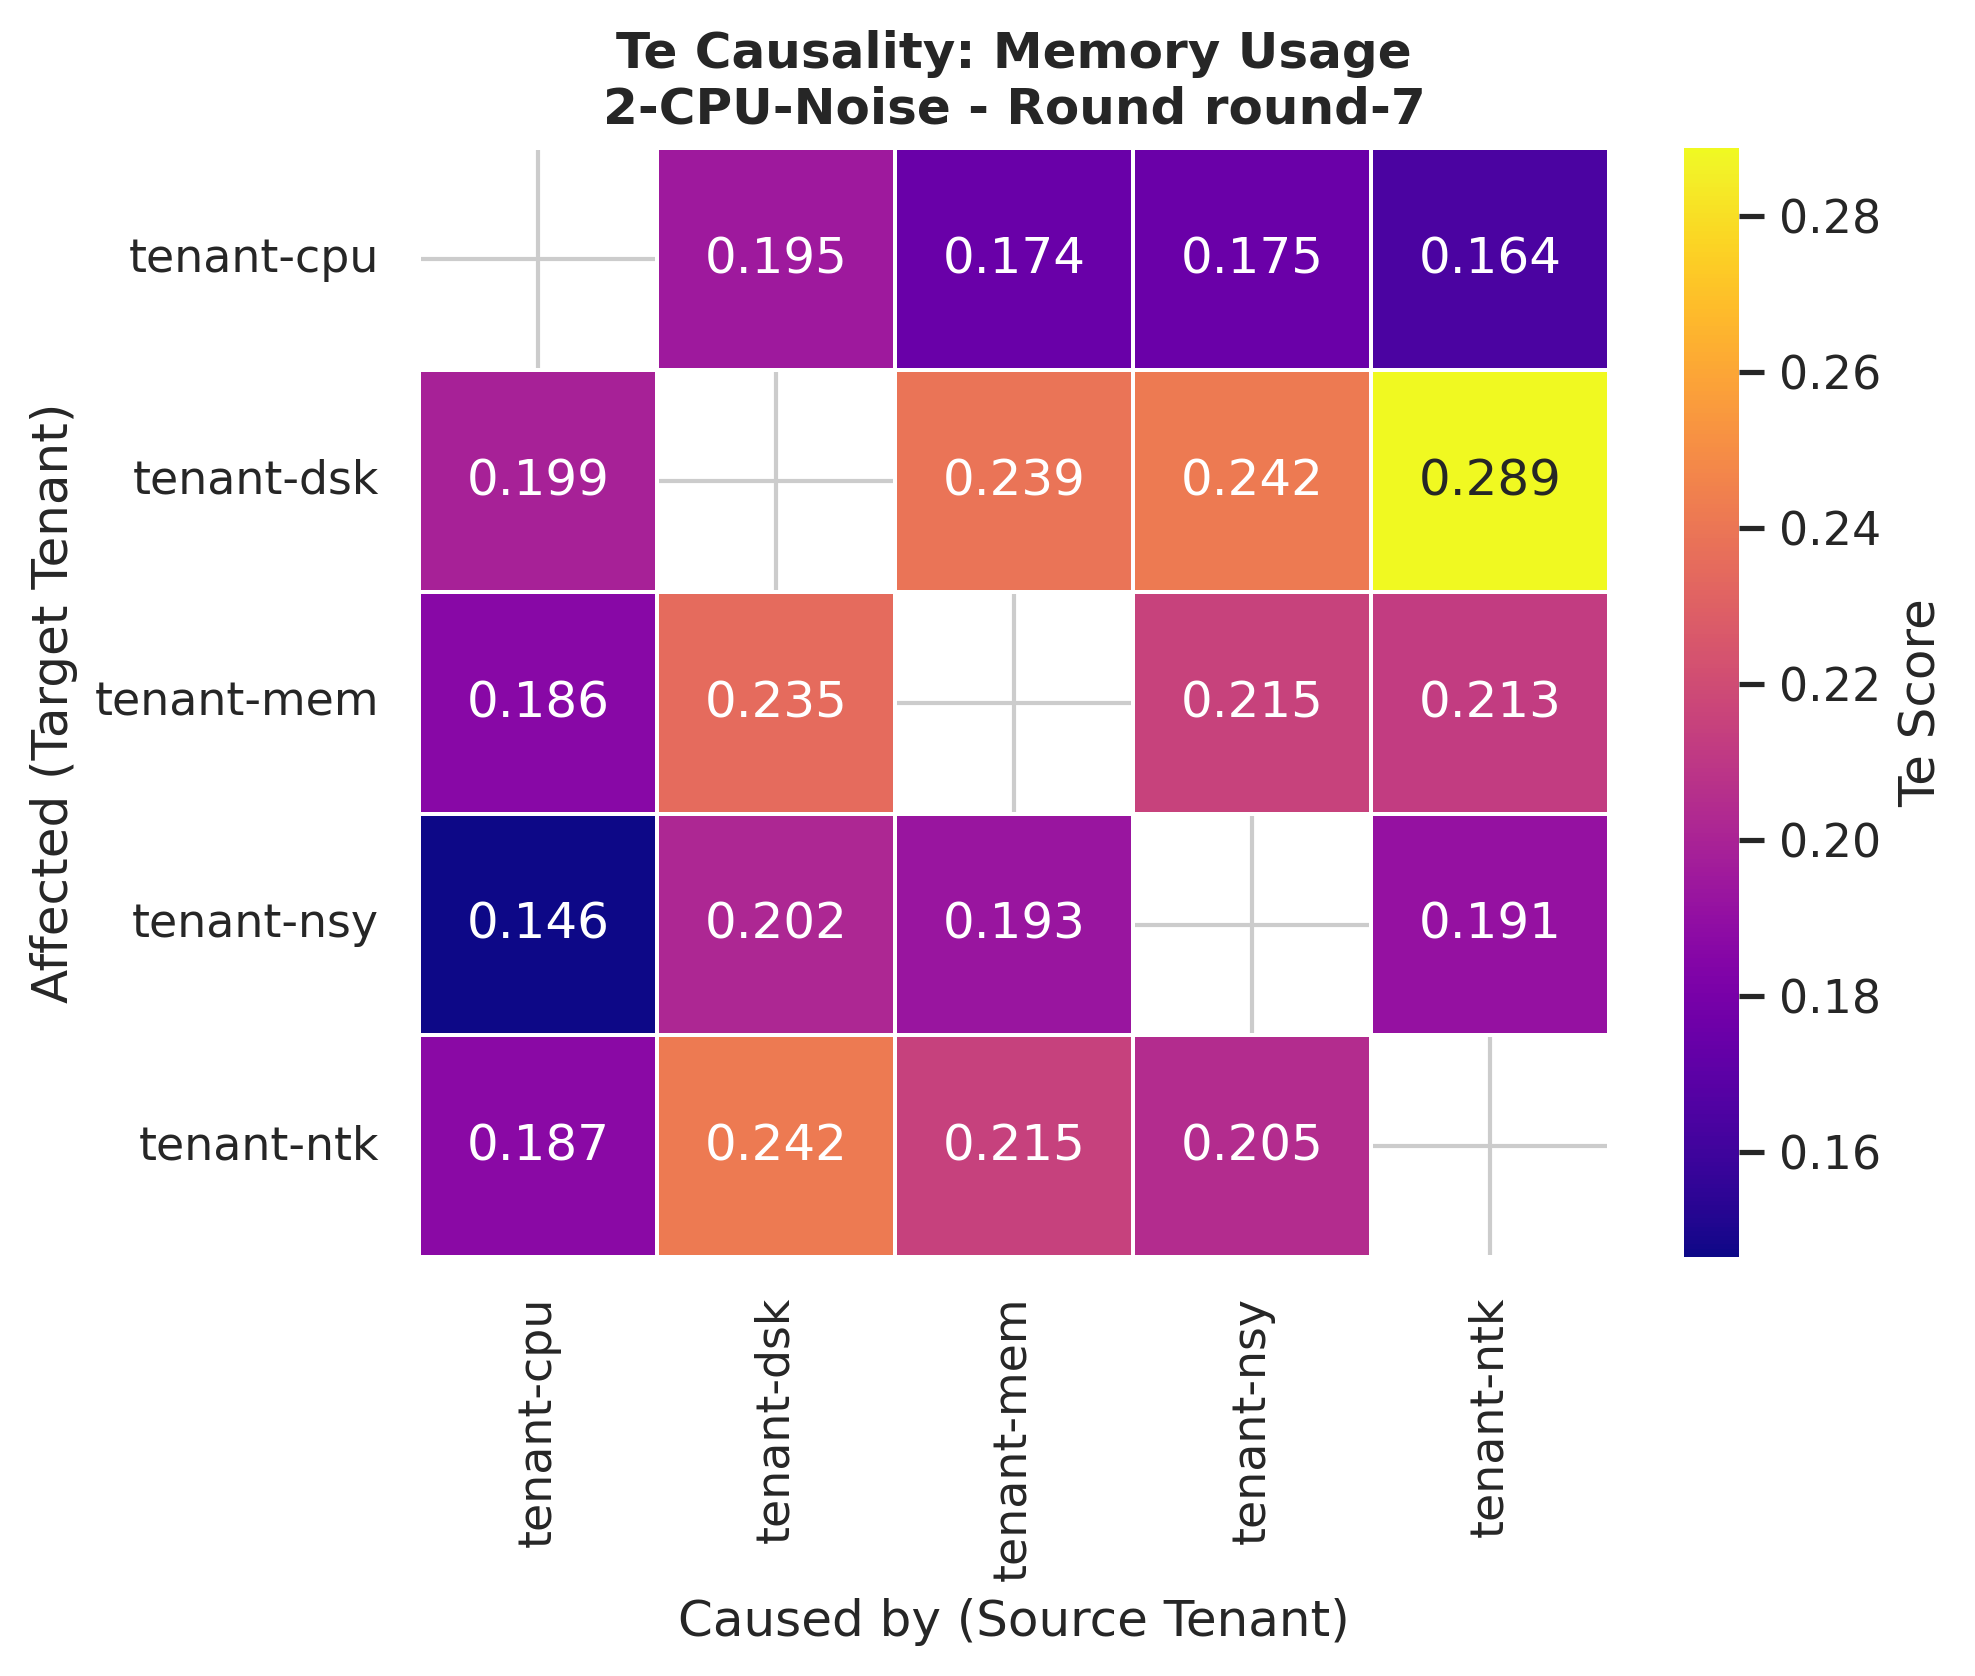 Te Causality: Memory Usage
2-CPU-Noise - Round round-7
Affected (Target Tenant)
tenant-cpu 0.195 0.174 0.175 0.164
tenant-dsk 0.199 0.239 0.242 0.289
tenant-mem 0.186 0.235 0.215 0.213
tenant-nsy 0.146 0.202 0.193 0.191
tenant-ntk 0.187 0.242 0.215 0.205
tenant-cpu
tenant-dsk
tenant-mem
tenant-nsy
tenant-ntk
Caused by (Source Tenant)
0.28
0.26
0.24
0.22
0.20
0.18
0.16
Te Score